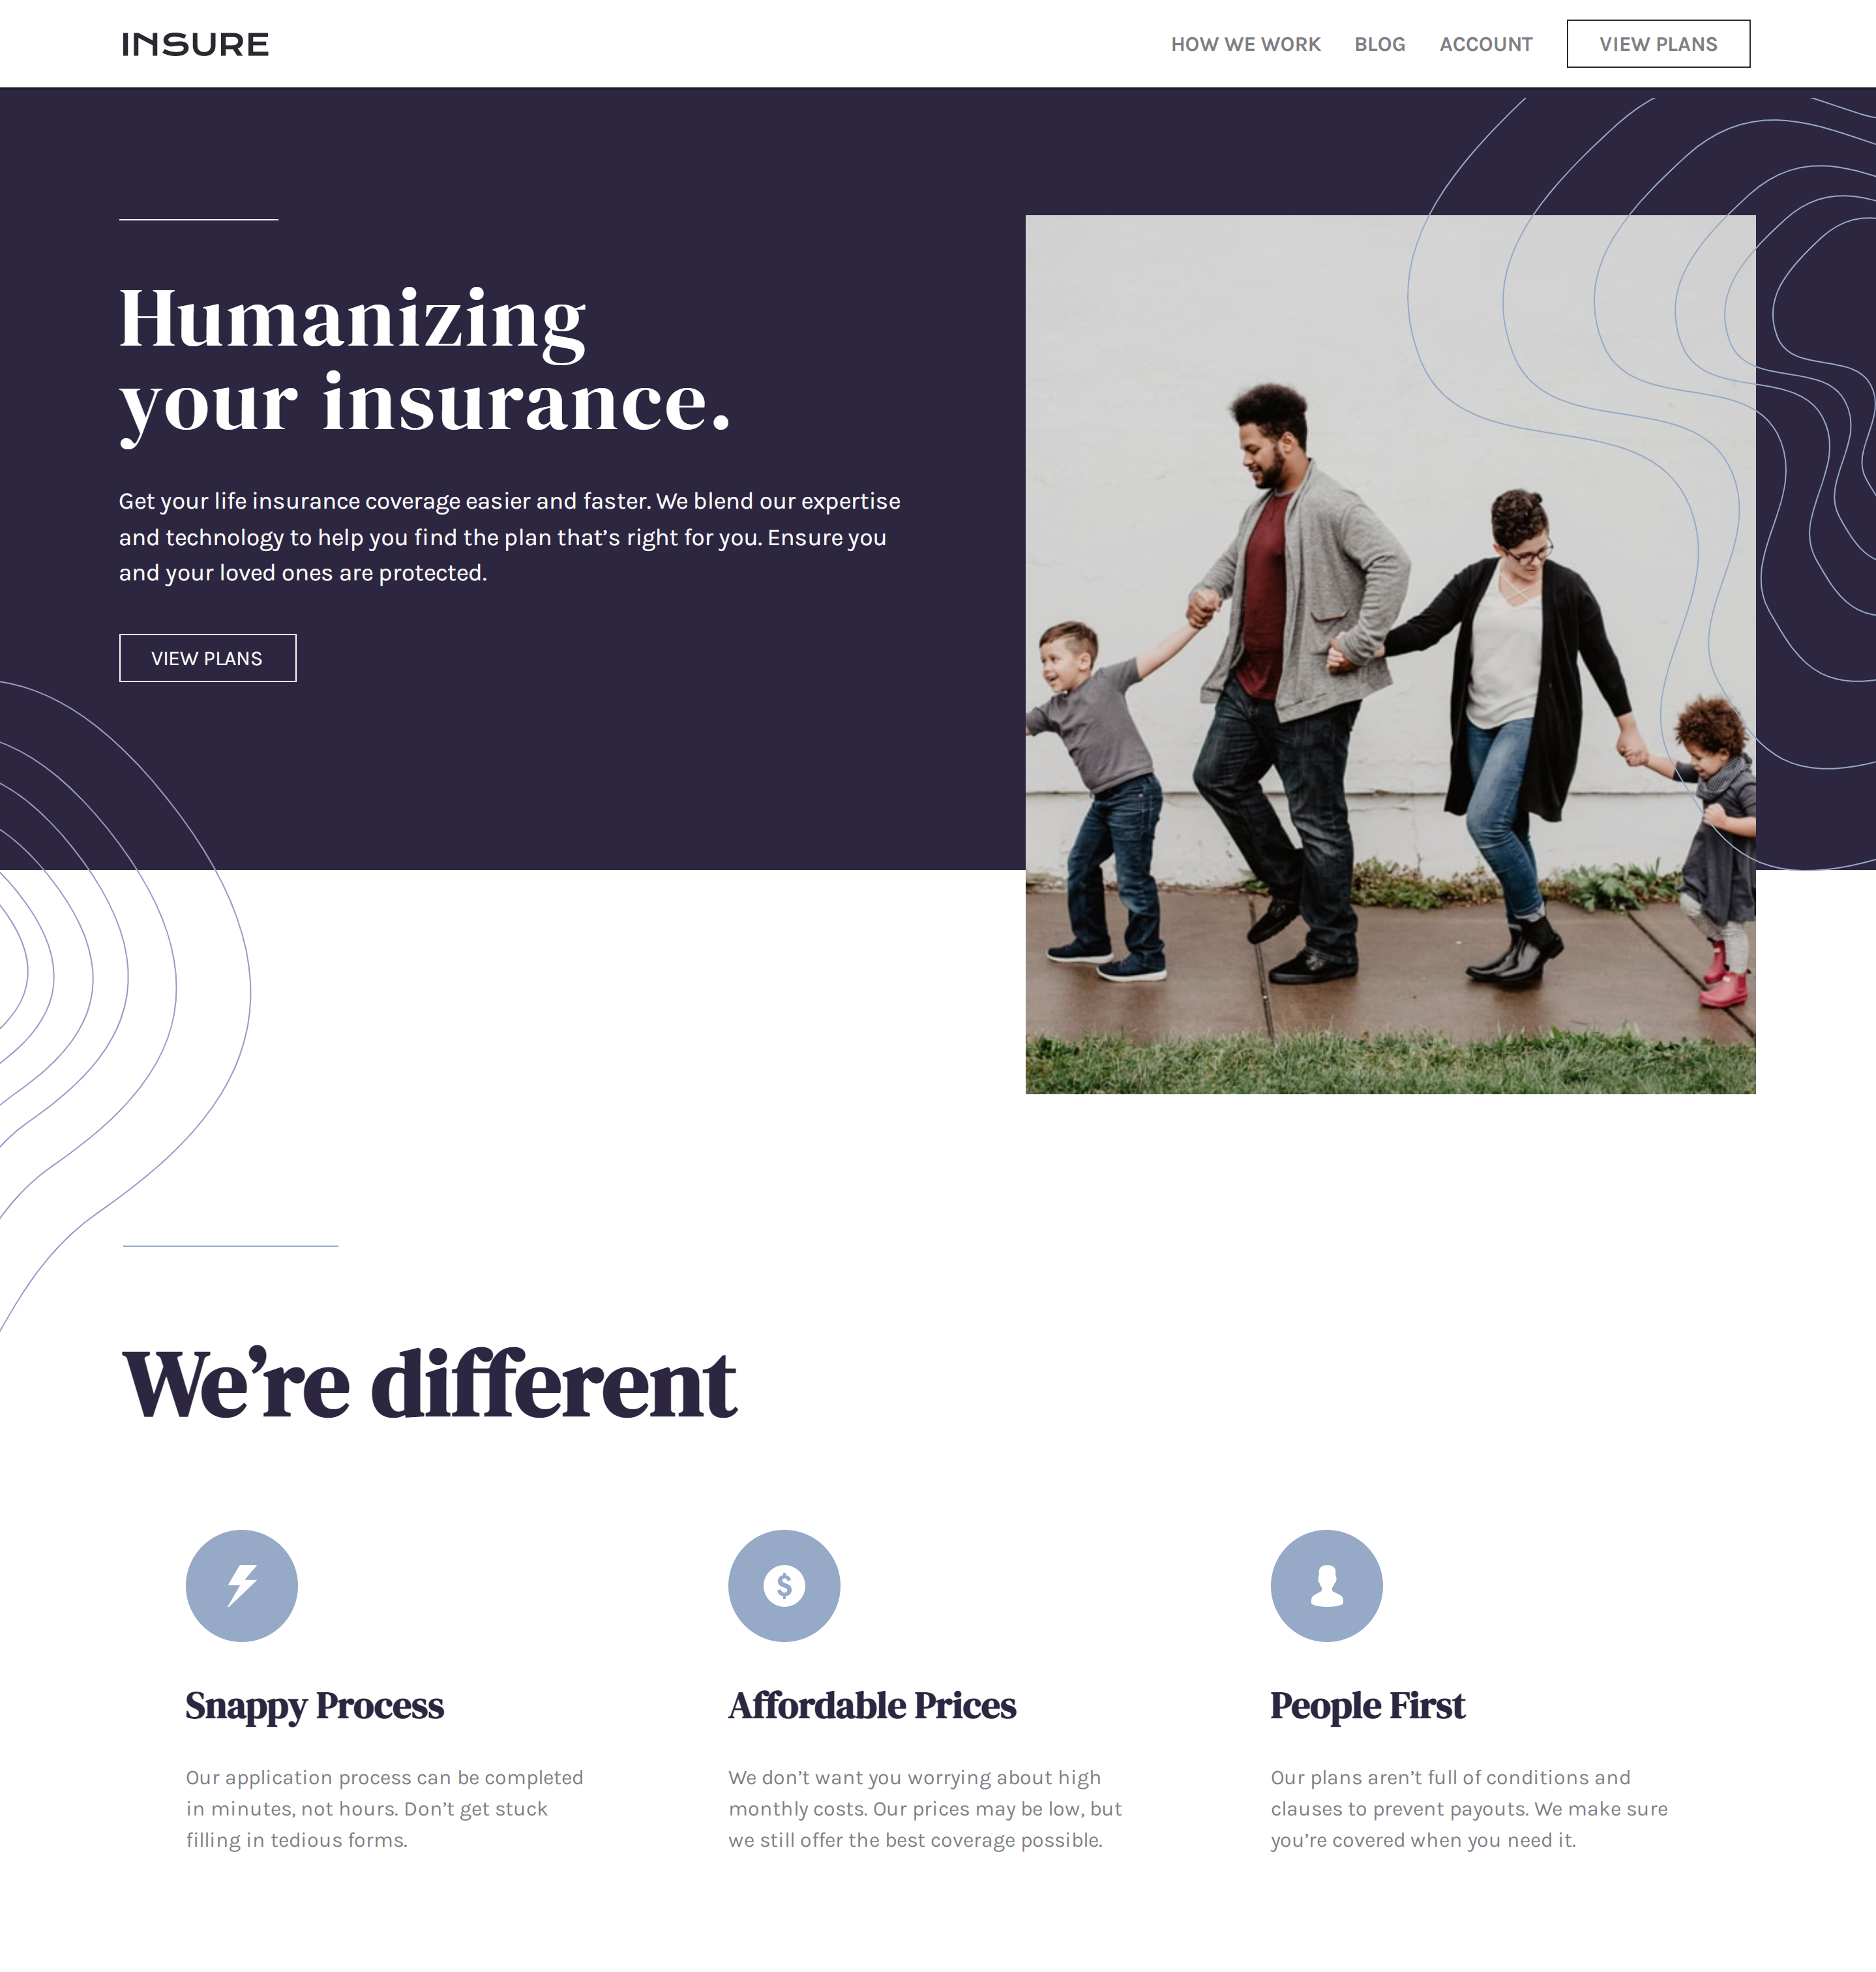 INSURE
HOW WE WORK BLOG ACCOUNT VIEW PLANS
Humanizing
your insurance.
Get your life insurance coverage easier and faster. We blend our expertise
and technology to help you find the plan that’s right for you. Ensure you
and your loved ones are protected.
VIEW PLANS
We’re different
$
Snappy Process
Our application process can be completed
in minutes, not hours. Don’t get stuck
filling in tedious forms.
Affordable Prices
We don’t want you worrying about high
monthly costs. Our prices may be low, but
we still offer the best coverage possible.
People First
Our plans aren’t full of conditions and
clauses to prevent payouts. We make sure
you’re covered when you need it.